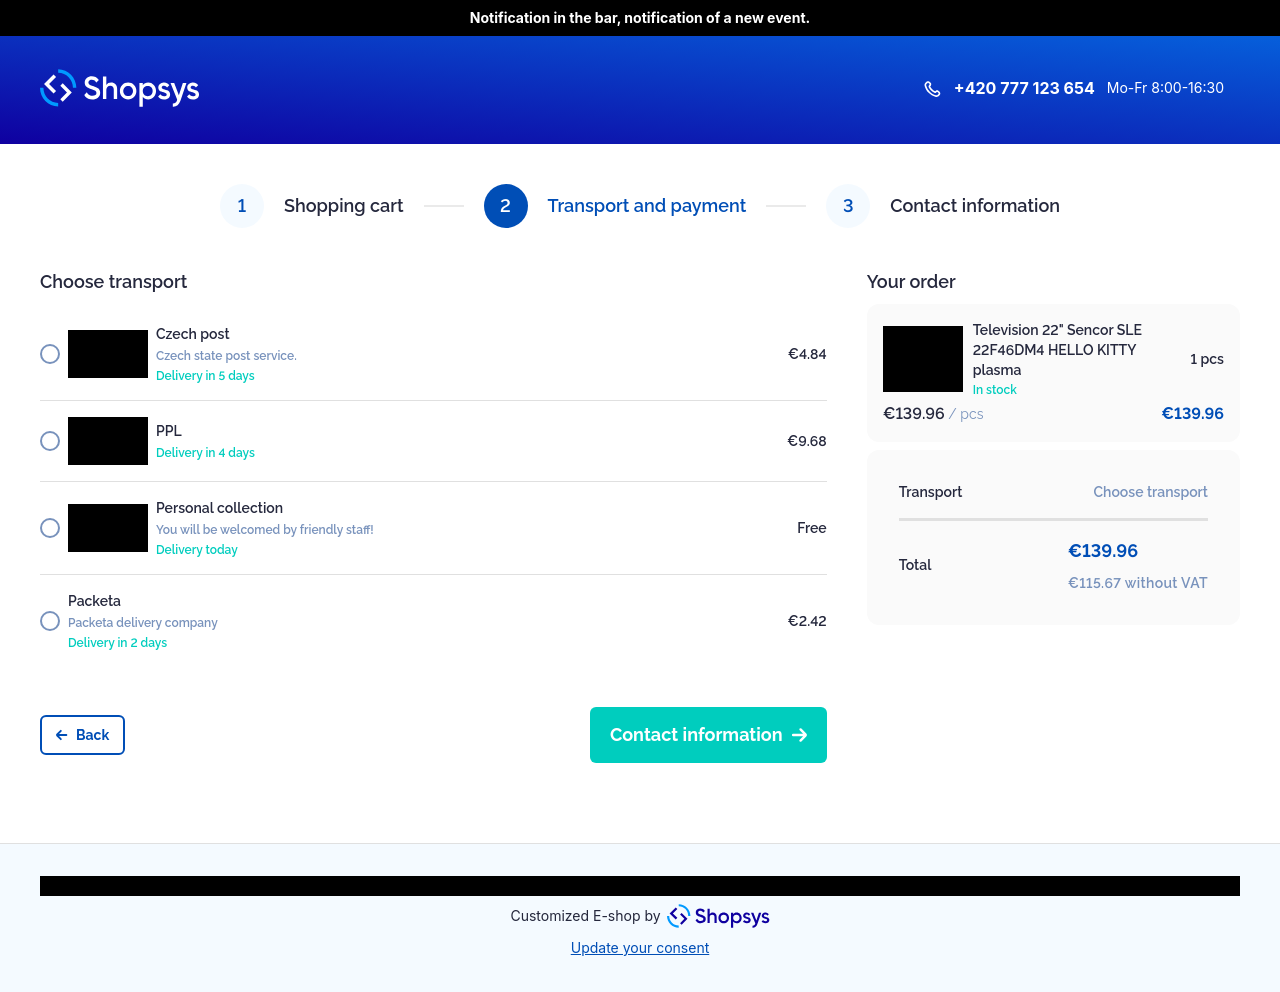 Notification in the bar, notification of a new event.
Shopsys
+420 777 123 654 Mo-Fr 8:00-16:30
1 Shopping cart
2 Transport and payment
3 Contact information
Choose transport
Czech post
Czech state post service.
Delivery in 5 days
€4.84
PPL
Delivery in 4 days
€9.68
Personal collection
You will be welcomed by friendly staff!
Delivery today
Free
Packeta
Packeta delivery company
Delivery in 2 days
€2.42
Back
Contact information
Your order
Television 22" Sencor SLE
22F46DM4 HELLO KITTY
plasma
In stock
1 pcs
€139.96 / pcs
€139.96
Transport
Choose transport
Total
€139.96
€115.67 without VAT
Customized E-shop by Shopsys
Update your consent